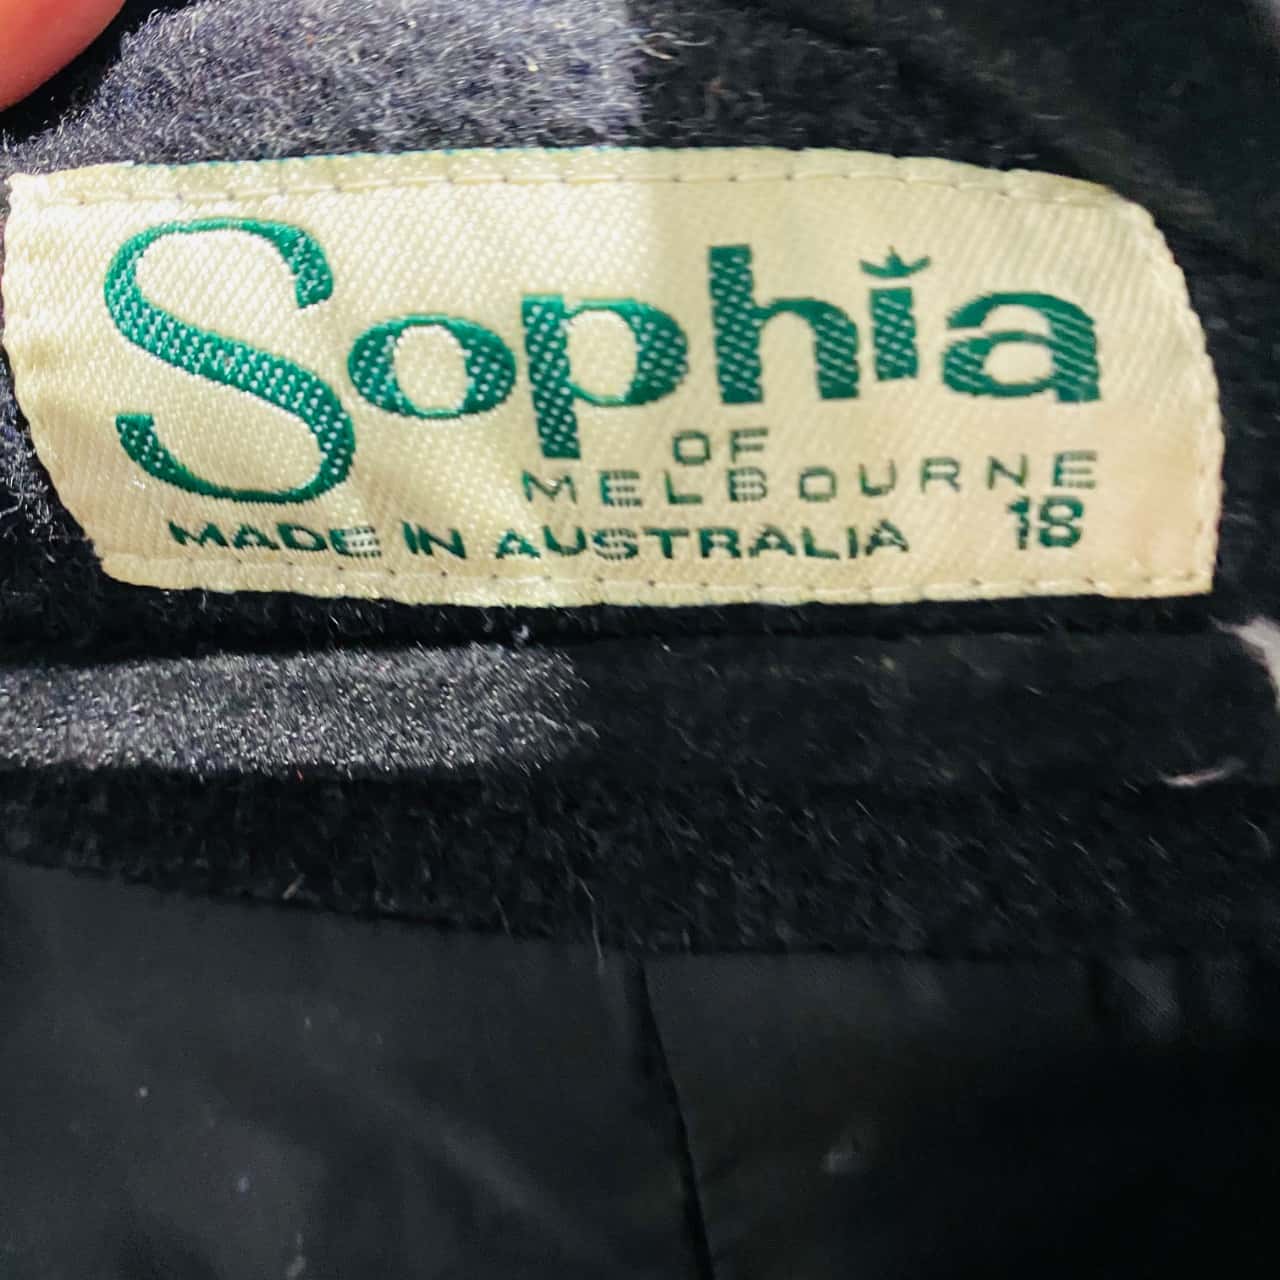 Sophia
OF
MELBOURNE
MADE IN AUSTRALIA 18